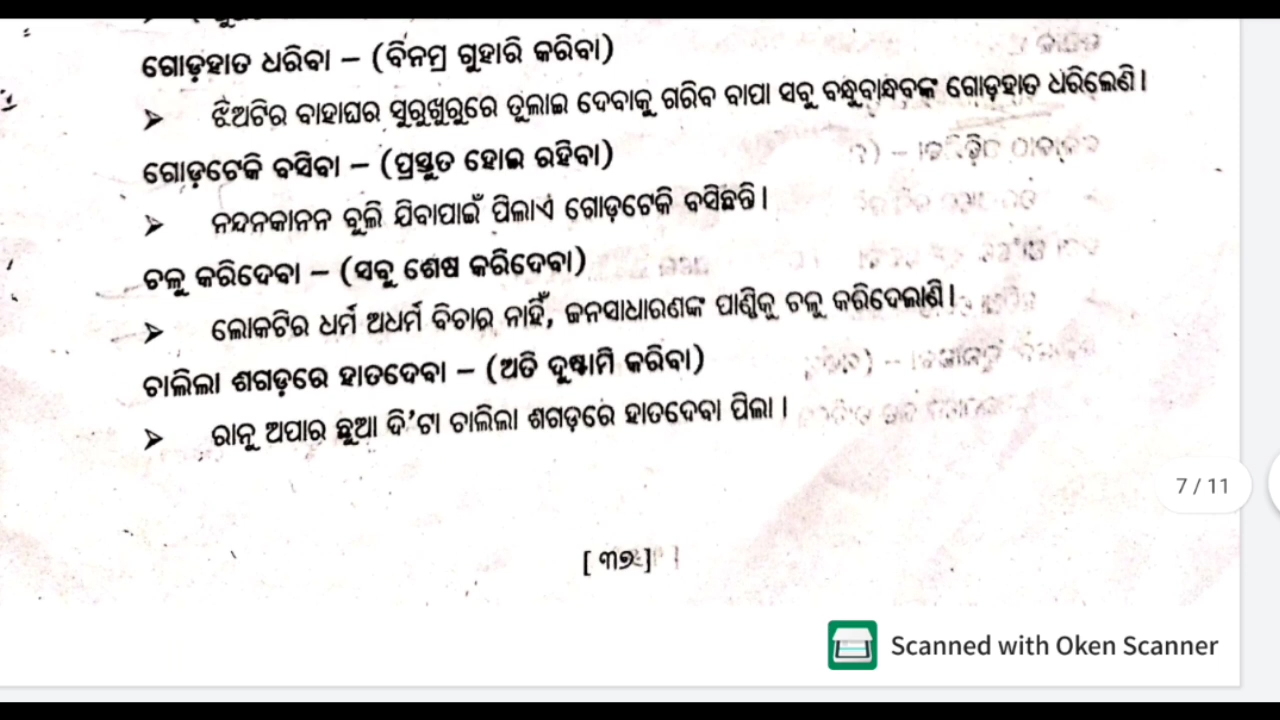 ଗୋଡ଼ହାତ ଧରିବା – (ବିନମ୍ର ଗୁହାରି କରିବା)
➤ ଝିଅଟିର ବାହାଘର ସୁରୁଖୁରୁରେ ତୁଲାଇ ଦେବାକୁ ଗରିବ ବାପା ସବୁ ବନ୍ଧୁବାନ୍ଧବଙ୍କ ଗୋଡ଼ହାତ ଧରିଲେଣି।
ଗୋଡ଼ଟେକି ବସିବା – (ପ୍ରସ୍ତୁତ ହୋଇ ରହିବା)
➤ ନନ୍ଦନକାନନ ବୁଲି ଯିବାପାଇଁ ପିଲାଏ ଗୋଡ଼ଟେକି ବସିଛନ୍ତି।
ଚଳୁ କରିଦେବା – (ସବୁ ଶେଷ କରିଦେବା)
➤ ଲୋକଟିର ଧର୍ମ ଅଧର୍ମ ବିଚାର ନାହିଁ, ଜନସାଧାରଣଙ୍କ ପାଣ୍ଠିକୁ ଚଳୁ କରିଦେଲାଣି।
ଚାଲିଲା ଶଗଡ଼ରେ ହାତଦେବା – (ଅତି ଦୁଷ୍ଟାମି କରିବା)
➤ ରାନୁ ଅପାର ଛୁଆ ଦି'ଟା ଚାଲିଲା ଶଗଡ଼ରେ ହାତଦେବା ପିଲା।
7 / 11
[ ୩୭ ]
Scanned with Oken Scanner